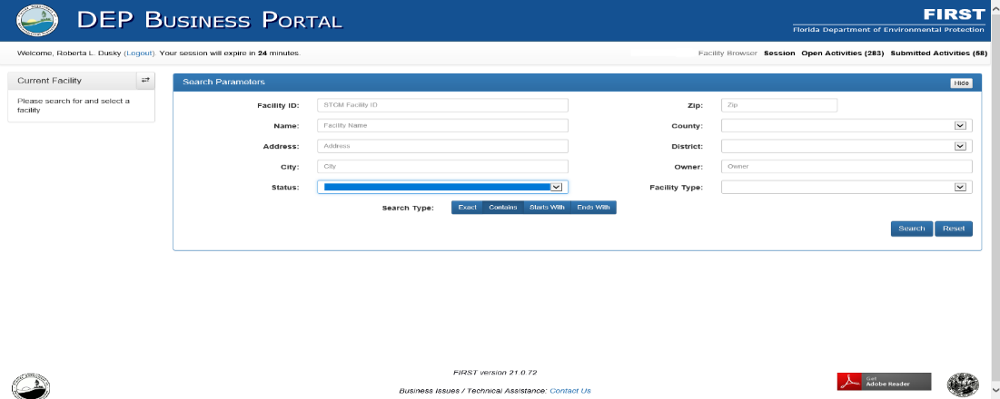 DEP BUSINESS PORTAL
FIRST
Florida Department of Environmental Protection
Welcome, Roberta L. Dusky (Logout). Your session will expire in 24 minutes.
Facility Browser Session Open Activities (283) Submitted Activities (58)
Current Facility
Please search for and select a
facility
Search Parameters Hide
Facility ID: STCM Facility ID Zip: Zip
Name: Facility Name County:
Address: Address District:
City: City Owner: Owner
Status: Facility Type:
Search Type: Exact Contains Starts With Ends With
Search Reset
FIRST version 21.0.72
Get
Adobe Reader
Business Issues / Technical Assistance: Contact Us